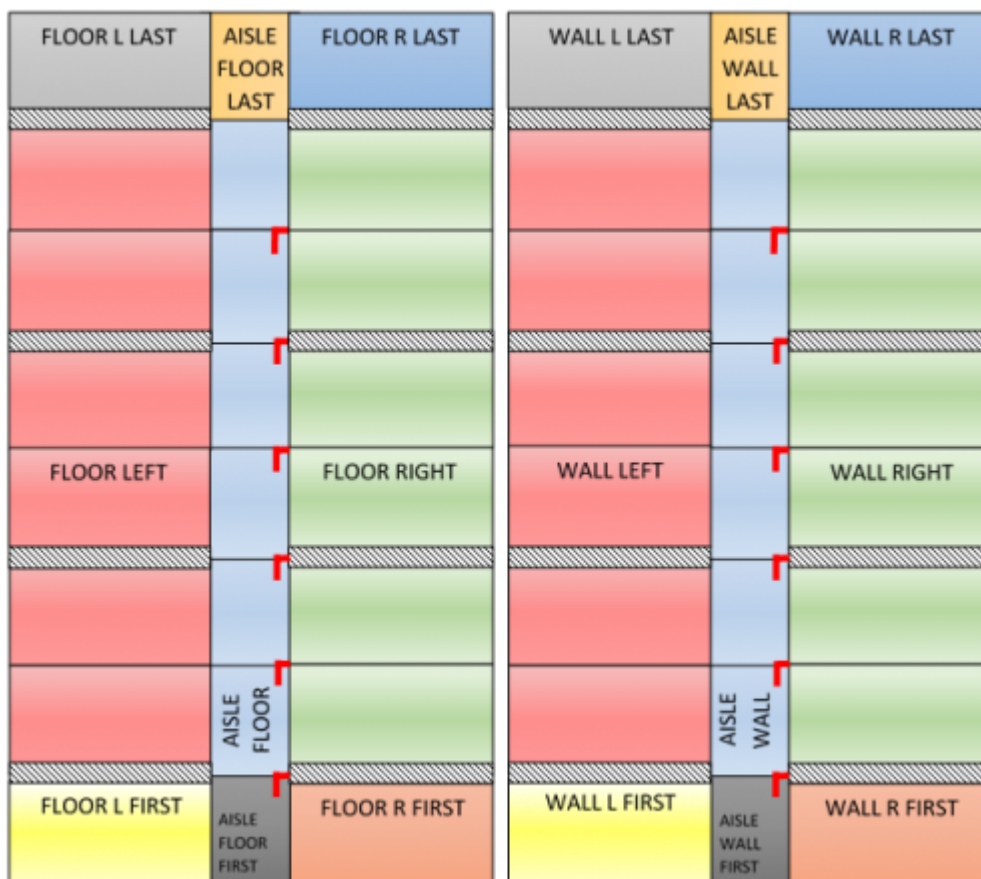 FLOOR L LAST
AISLE
FLOOR
LAST
FLOOR R LAST
WALL L LAST
AISLE
WALL
LAST
WALL R LAST
FLOOR LEFT
FLOOR RIGHT
WALL LEFT
WALL RIGHT
AISLE
FLOOR
AISLE
WALL
FLOOR L FIRST
AISLE
FLOOR
FIRST
FLOOR R FIRST
WALL L FIRST
AISLE
WALL
FIRST
WALL R FIRST